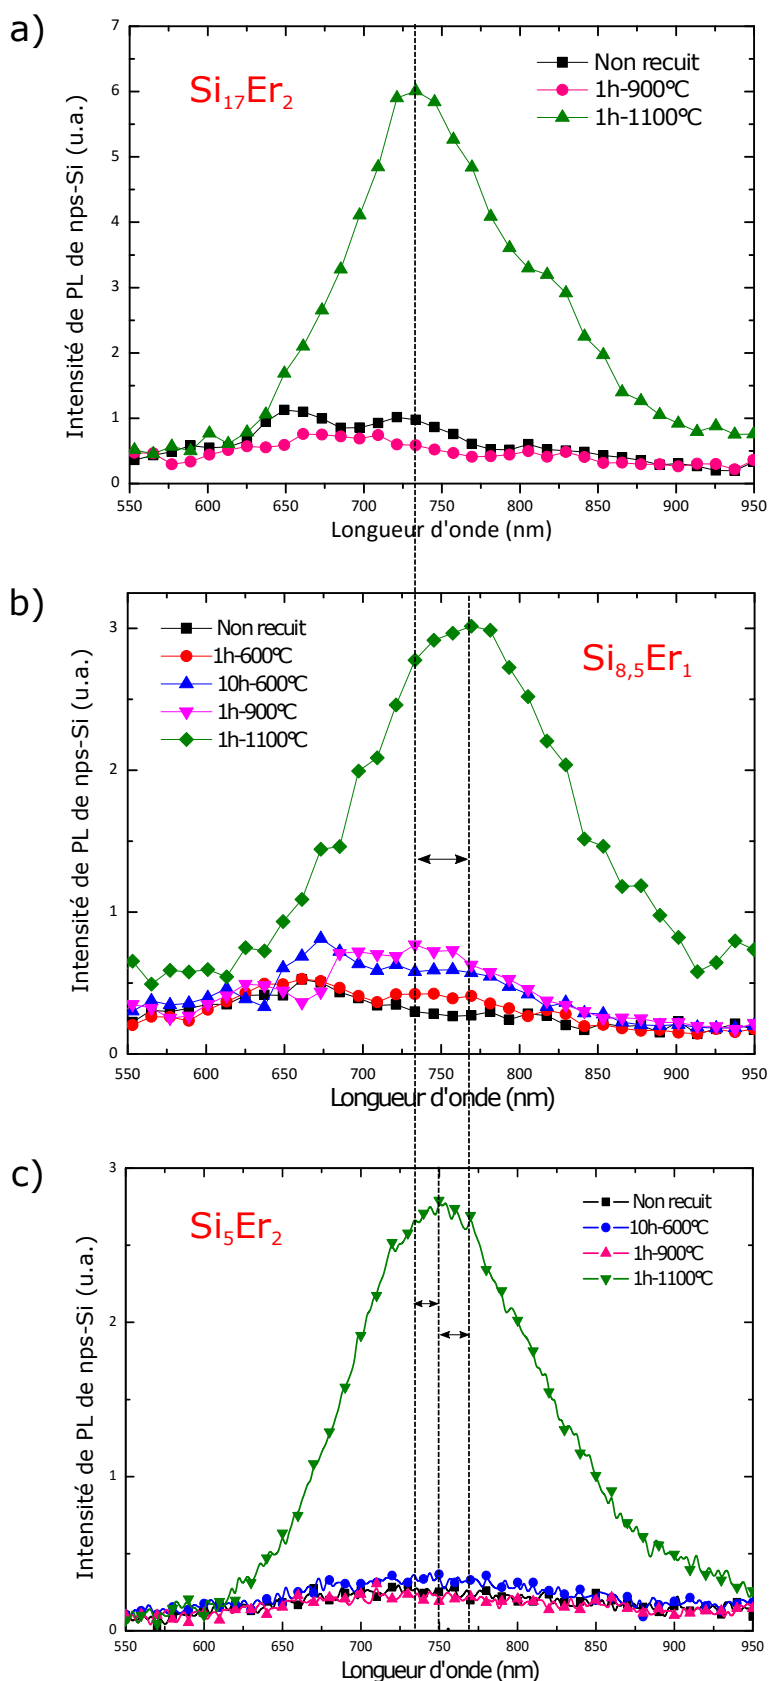 a)
Si17Er2
Non recuit
1h-900°C
1h-1100°C
Intensité de PL de nps-Si (u.a.)
7
6
5
4
3
2
1
0
550 600 650 700 750 800 850 900 950
Longueur d'onde (nm)
b)
Non recuit
1h-600°C
10h-600°C
1h-900°C
1h-1100°C
Si8,5Er1
Intensité de PL de nps-Si (u.a.)
3
2
1
0
550 600 650 700 750 800 850 900 950
Longueur d'onde (nm)
c)
Si5Er2
Non recuit
10h-600°C
1h-900°C
1h-1100°C
Intensité de PL de nps-Si (u.a.)
3
2
1
0
550 600 650 700 750 800 850 900 950
Longueur d'onde (nm)